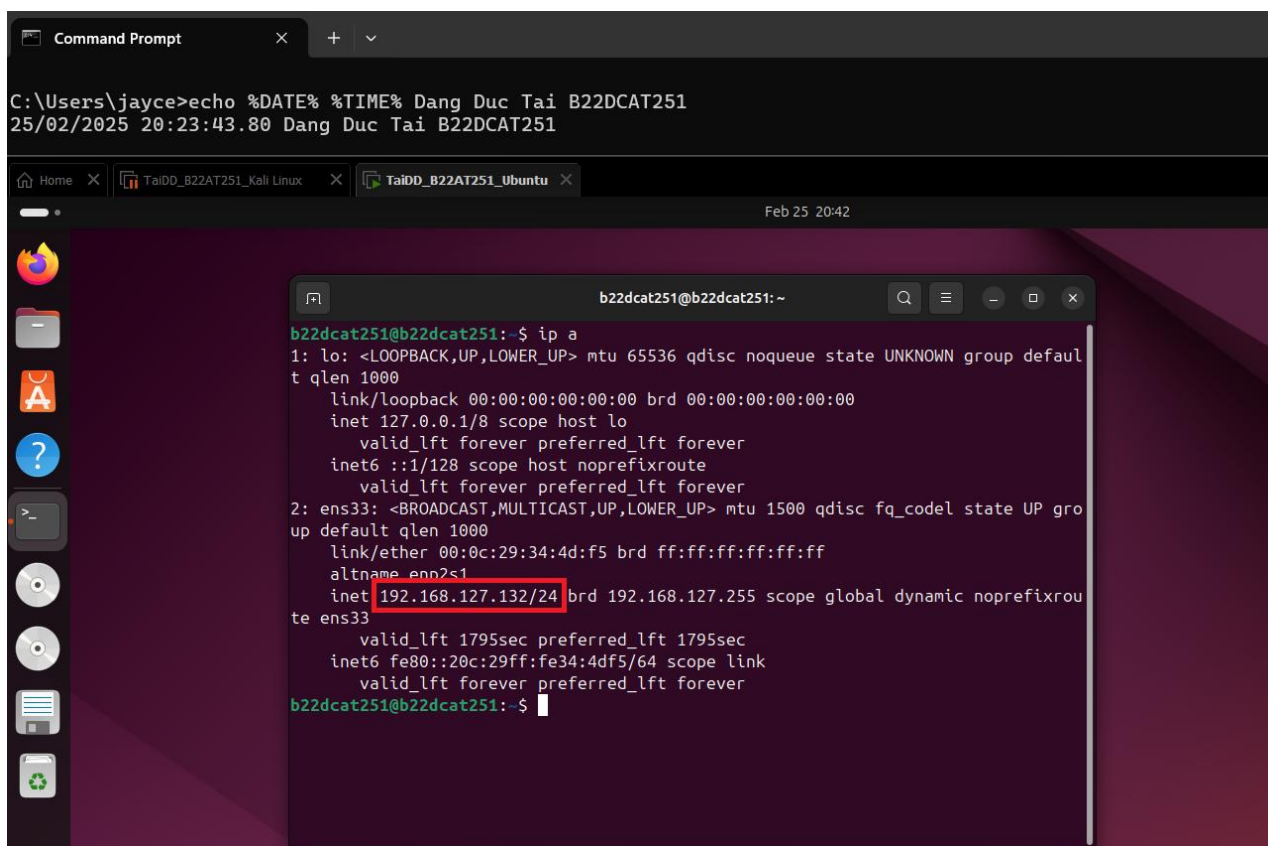 Command Prompt
C:\Users\jayce>echo %DATE% %TIME% Dang Duc Tai B22DCAT251
25/02/2025 20:23:43.80 Dang Duc Tai B22DCAT251
Home TaiDD_B22AT251_Kali Linux TaiDD_B22AT251_Ubuntu
Feb 25 20:42
b22dcat251@b22dcat251: ~
b22dcat251@b22dcat251:~$ ip a
1: lo: <LOOPBACK,UP,LOWER_UP> mtu 65536 qdisc noqueue state UNKNOWN group defaul
t qlen 1000
link/loopback 00:00:00:00:00:00 brd 00:00:00:00:00:00
inet 127.0.0.1/8 scope host lo
valid_lft forever preferred_lft forever
inet6 ::1/128 scope host noprefixroute
valid_lft forever preferred_lft forever
2: ens33: <BROADCAST,MULTICAST,UP,LOWER_UP> mtu 1500 qdisc fq_codel state UP gro
up default qlen 1000
link/ether 00:0c:29:34:4d:f5 brd ff:ff:ff:ff:ff:ff
altname enp2s1
inet 192.168.127.132/24 brd 192.168.127.255 scope global dynamic noprefixrou
te ens33
valid_lft 1795sec preferred_lft 1795sec
inet6 fe80::20c:29ff:fe34:4df5/64 scope link
valid_lft forever preferred_lft forever
b22dcat251@b22dcat251:~$